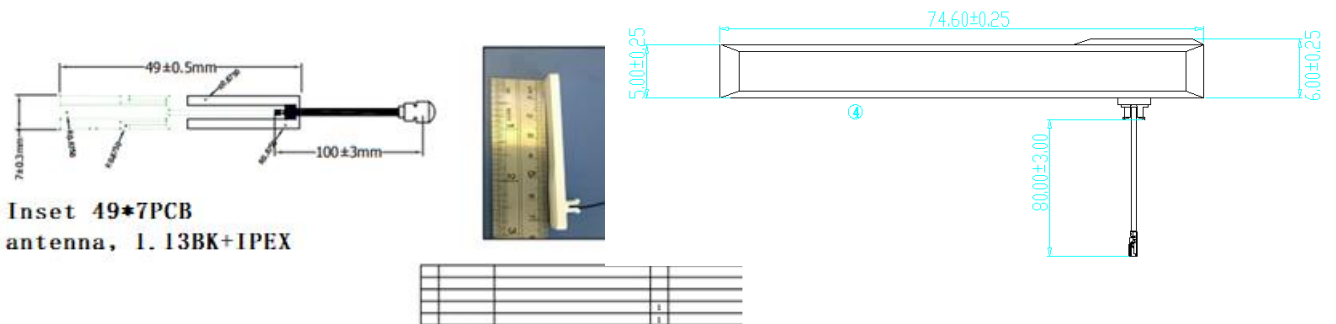 49±0.5mm
7±0.3mm
100±3mm
Inset 49*7PCB
antenna, 1.13BK+IPEX
74.60±0.25
5.00±0.25
6.00±0.25
④
80.00±3.00